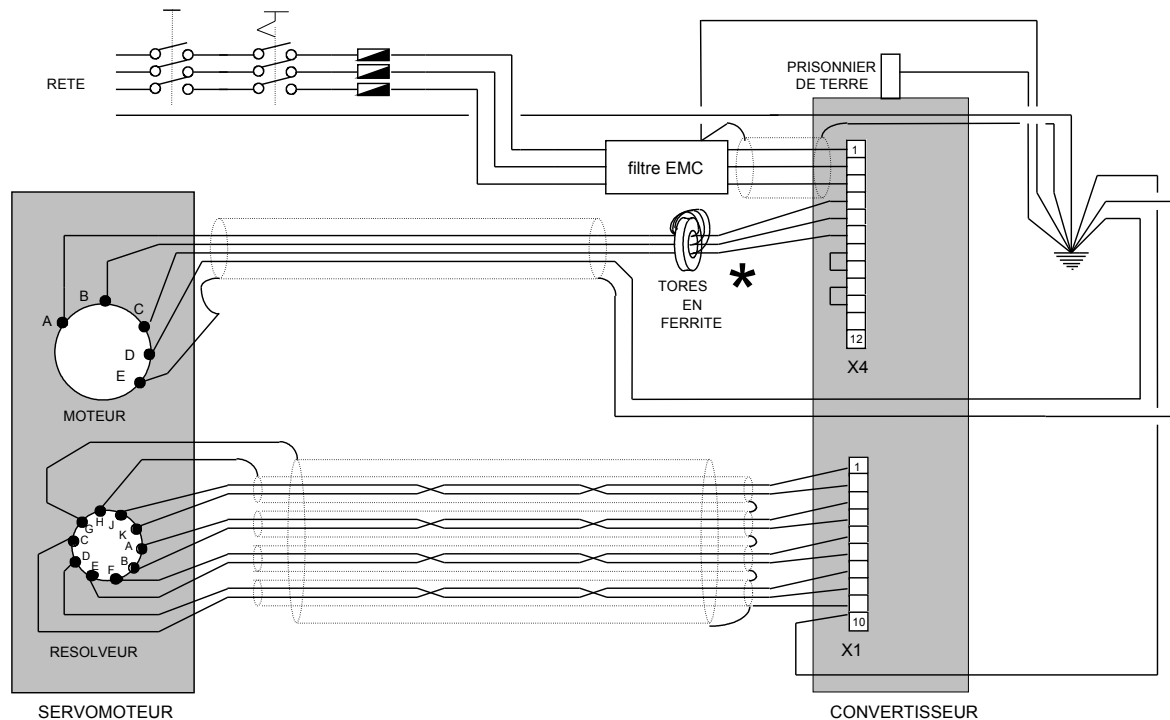 RETE
PRISONNIER
DE TERRE
filtre EMC
1
TORES
EN
FERRITE
*
12
X4
A
B
C
D
E
MOTEUR
1
10
X1
H
J
G
K
C
A
D
B
E
F
RESOLVEUR
SERVOMOTEUR
CONVERTISSEUR